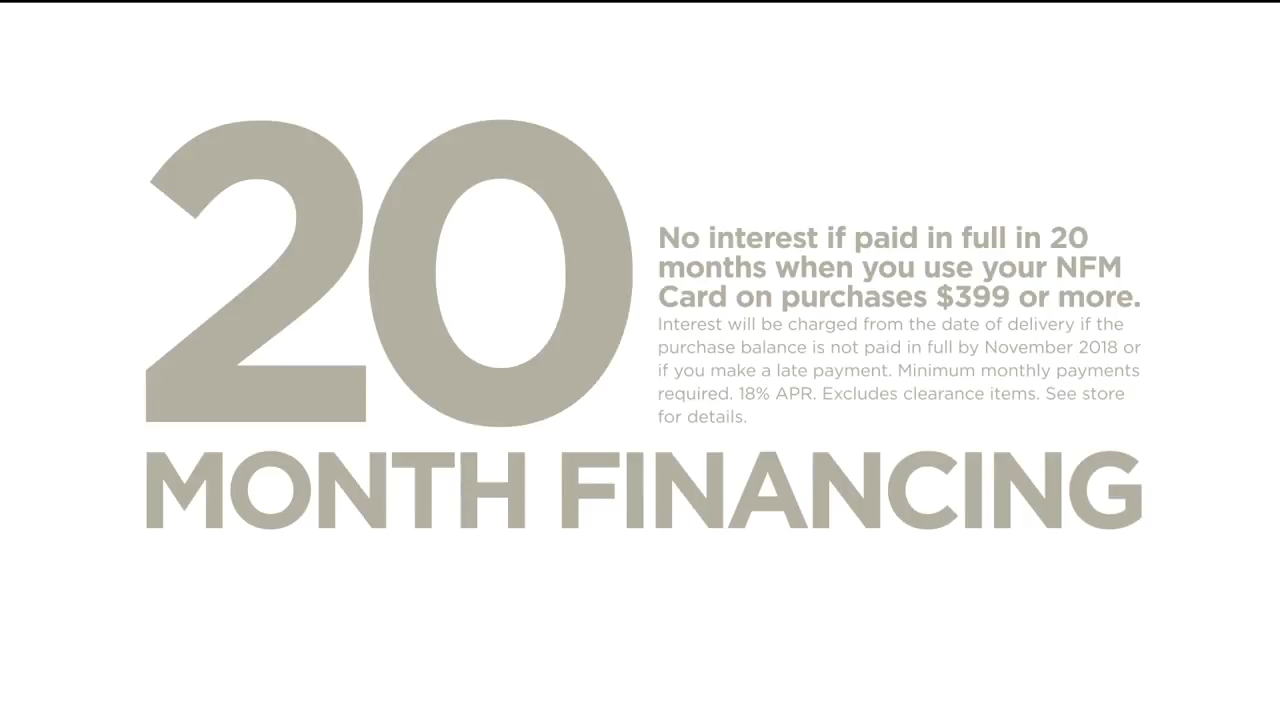 20
No interest if paid in full in 20
months when you use your NFM
Card on purchases $399 or more.
Interest will be charged from the date of delivery if the
purchase balance is not paid in full by November 2018 or
if you make a late payment. Minimum monthly payments
required. 18% APR. Excludes clearance items. See store
for details.
MONTH FINANCING